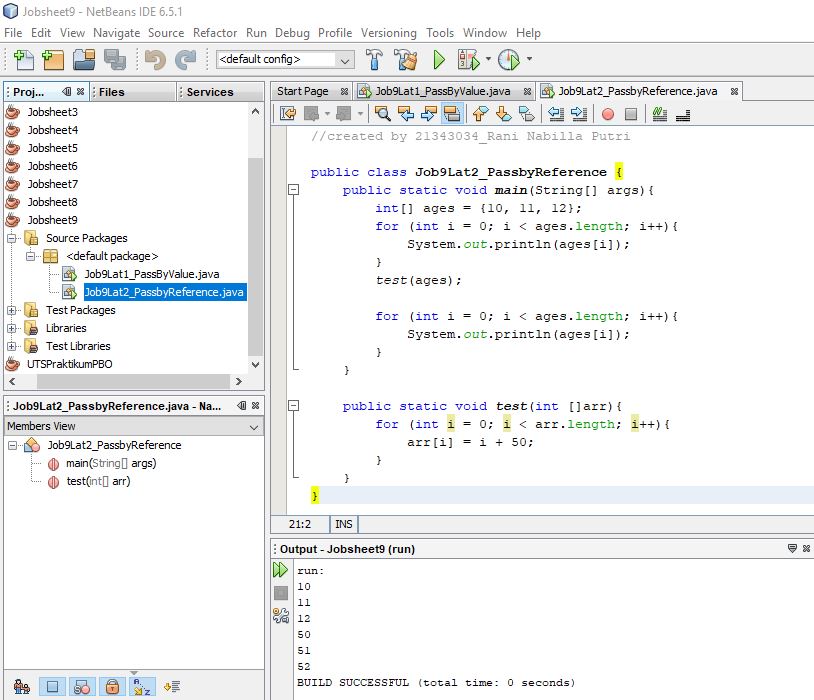 Jobsheet9 - NetBeans IDE 6.5.1
File Edit View Navigate Source Refactor Run Debug Profile Versioning Tools Window Help
<default config>
Proj... Files Services
Jobsheet3
Jobsheet4
Jobsheet5
Jobsheet6
Jobsheet7
Jobsheet8
Jobsheet9
Source Packages
<default package>
Job9Lat1_PassByValue.java
Job9Lat2_PassbyReference.java
Test Packages
Libraries
Test Libraries
UTSPraktikumPBO
Job9Lat2_PassbyReference.java - Na...
Members View
Job9Lat2_PassbyReference
main(String[] args)
test(int[] arr)
Start Page Job9Lat1_PassByValue.java Job9Lat2_PassbyReference.java
//created by 21343034_Rani Nabilla Putri
public class Job9Lat2_PassbyReference {
public static void main(String[] args){
int[] ages = {10, 11, 12};
for (int i = 0; i < ages.length; i++){
System.out.println(ages[i]);
}
test(ages);
for (int i = 0; i < ages.length; i++){
System.out.println(ages[i]);
}
}
public static void test(int []arr){
for (int i = 0; i < arr.length; i++){
arr[i] = i + 50;
}
}
}
21:2 INS
Output - Jobsheet9 (run)
run:
10
11
12
50
51
52
BUILD SUCCESSFUL (total time: 0 seconds)